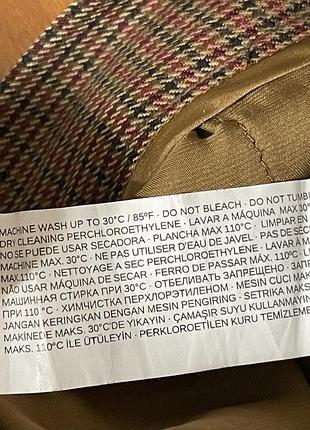 MACHINE WASH UP TO 30°C / 85ºF · DO NOT BLEACH · DO NOT TUMBL
DRY CLEANING PERCHLOROETHYLENE · LAVAR A MÁQUINA MAX 30°
NO SE PUEDE USAR SECADORA · PLANCHA MAX 110°C · LIMPIAR EN
MACHINE MAX. 30°C · NE PAS UTILISER D'EAU DE JAVEL · PAS DE SÉC
MAX.110°C · NETTOYAGE A SEC PERCHLOROETHYLENE · LAVAR
NÃO USAR MÁQUINA DE SECAR · FERRO DE PASSAR MÁX. 110°C ·
МАШИННАЯ СТИРКА ПРИ 30°С · ОТБЕЛИВАТЬ ЗАПРЕЩЕНО ·
ПРИ 110 °С · ХИМЧИСТКА ПЕРХЛОРЭТИЛЕНОМ · MESIN CUCI MAKS
JANGAN KERINGKAN DENGAN MESIN PENGIRING · SETRIKA MAKS
MAKİNEDE MAKS. 30°C'DE YIKAYIN · ÇAMAŞIR SUYU KULLANMAYIN
MAKS. 110°C İLE ÜTÜLEYİN · PERKLOROETİLEN KURU TEMİZLEME